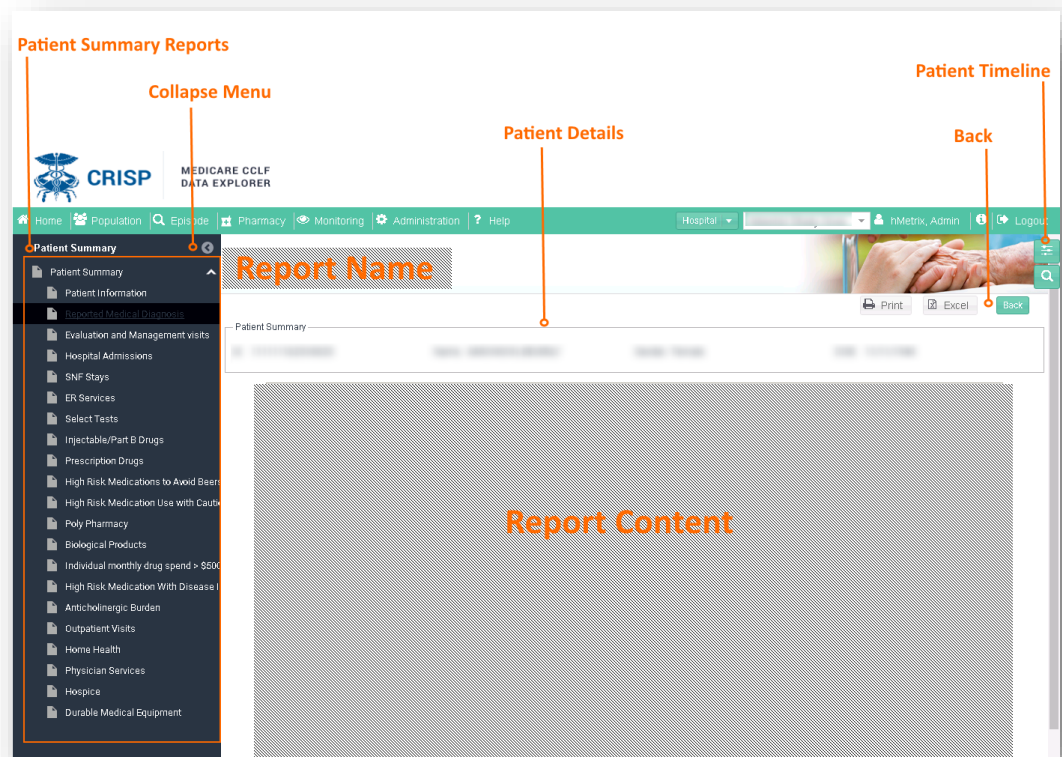 Patient Summary Reports
Patient Timeline
Collapse Menu
Patient Details
Back
CRISP
MEDICARE CCLF
DATA EXPLORER
Home Population Episode Pharmacy Monitoring Administration ? Help Hospital hMetrix, Admin Logout
Patient Summary
Patient Summary
Report Name
Patient Information
Print Excel Back
Reported Medical Diagnosis
Patient Summary
Evaluation and Management visits
Hospital Admissions
SNF Stays
ER Services
Select Tests
Injectable/Part B Drugs
Prescription Drugs
High Risk Medications to Avoid Beers
High Risk Medication Use with Cauti
Poly Pharmacy
Report Content
Biological Products
Individual monthly drug spend > $500
High Risk Medication With Disease I
Anticholinergic Burden
Outpatient Visits
Home Health
Physician Services
Hospice
Durable Medical Equipment